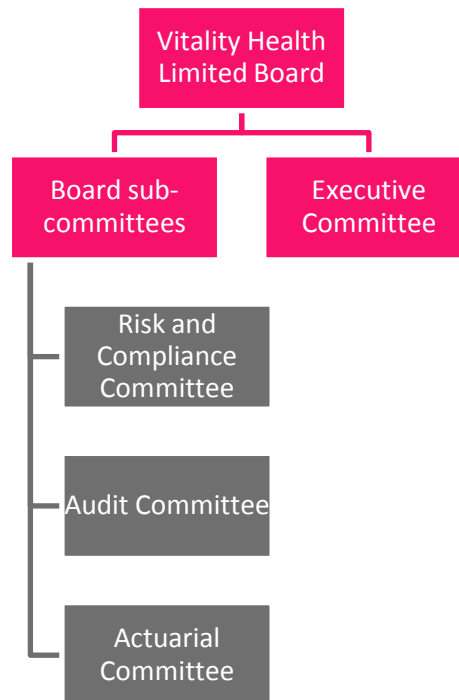 Vitality Health
Limited Board
Board sub-
committees
Executive
Committee
Risk and
Compliance
Committee
Audit Committee
Actuarial
Committee